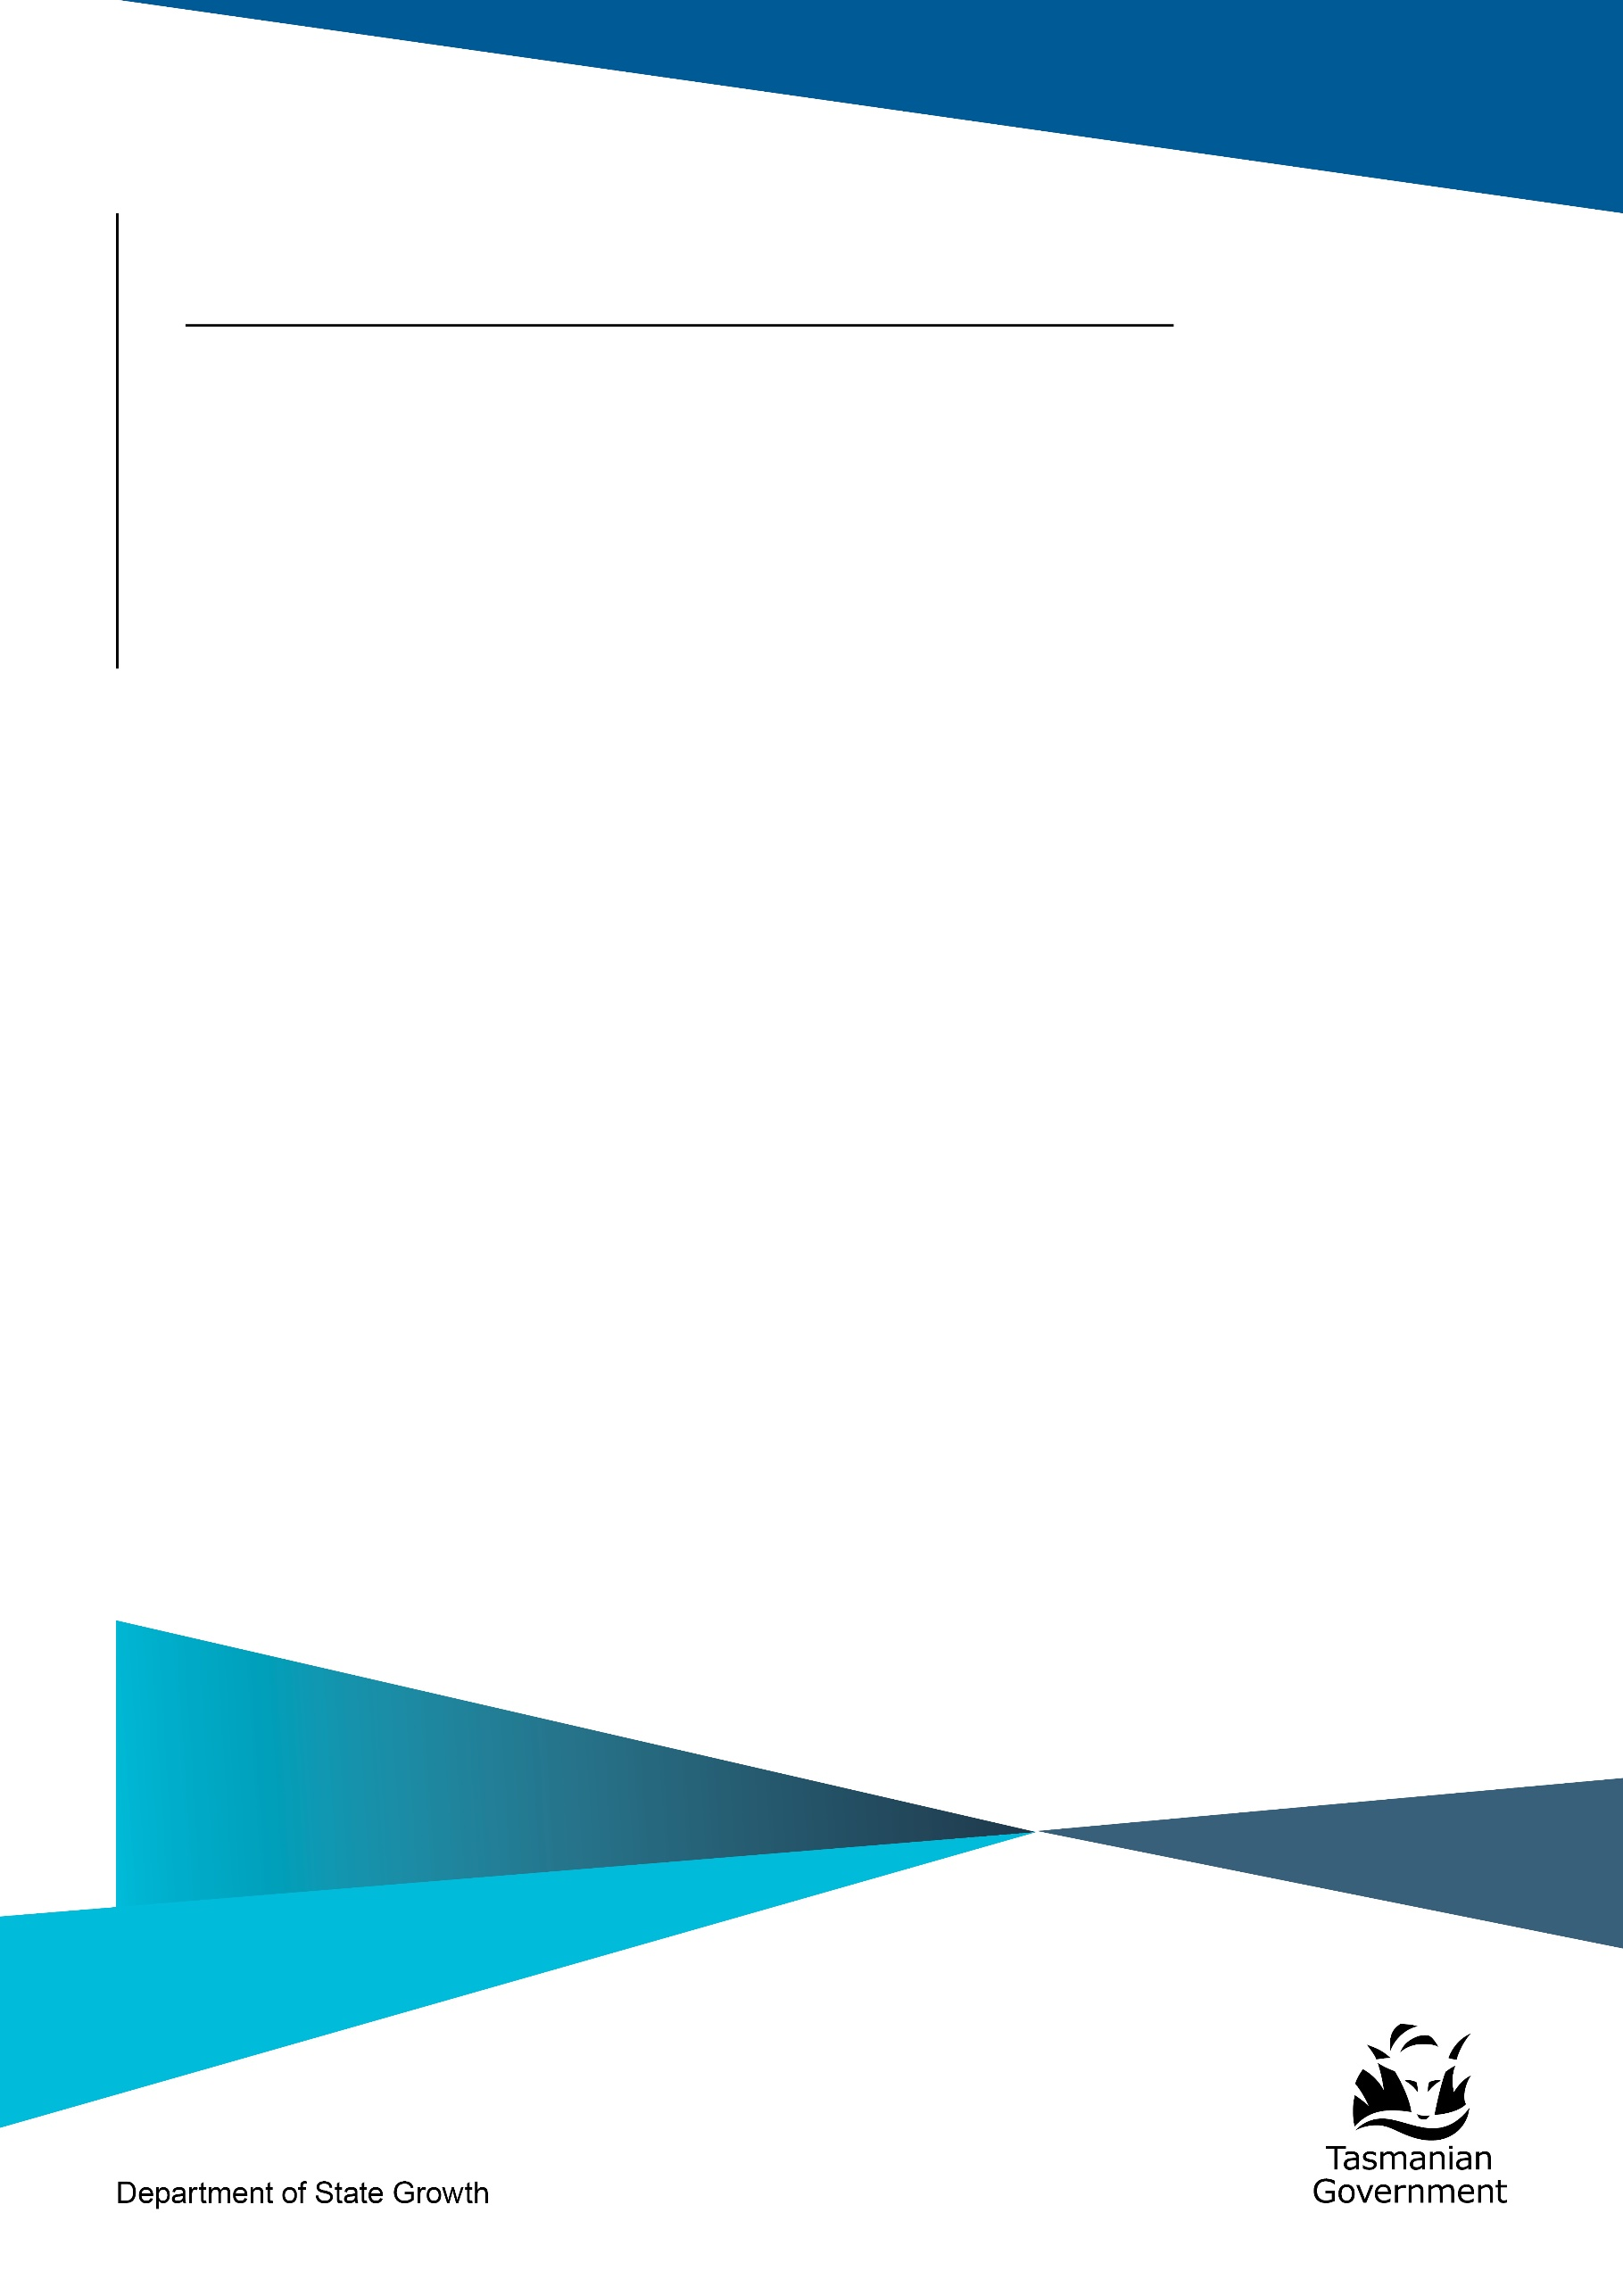 Department of State Growth
Tasmanian
Government